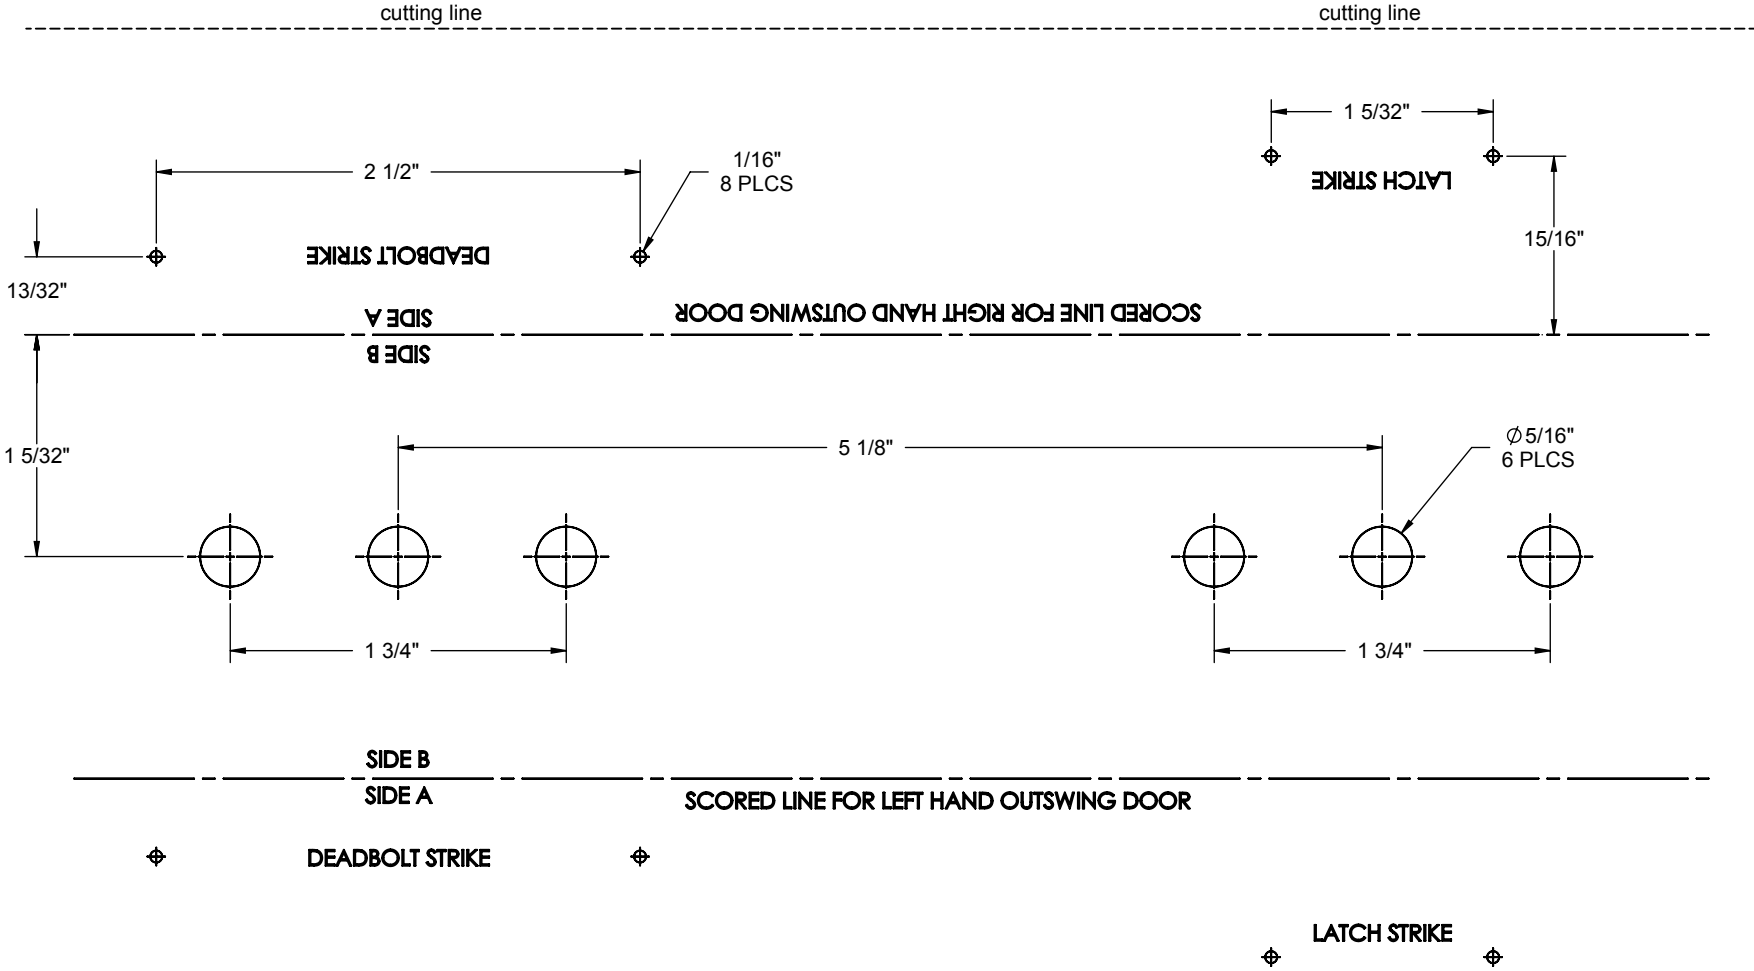 cutting line
cutting line
1 5/32"
2 1/2"
1/16"
8 PLCS
LATCH STRIKE
15/16"
DEADBOLT STRIKE
13/32"
SCORED LINE FOR RIGHT HAND OUTSWING DOOR
SIDE A
SIDE B
5 1/8"
Ø5/16"
6 PLCS
1 5/32"
1 3/4"
1 3/4"
SIDE B
SIDE A
SCORED LINE FOR LEFT HAND OUTSWING DOOR
DEADBOLT STRIKE
LATCH STRIKE